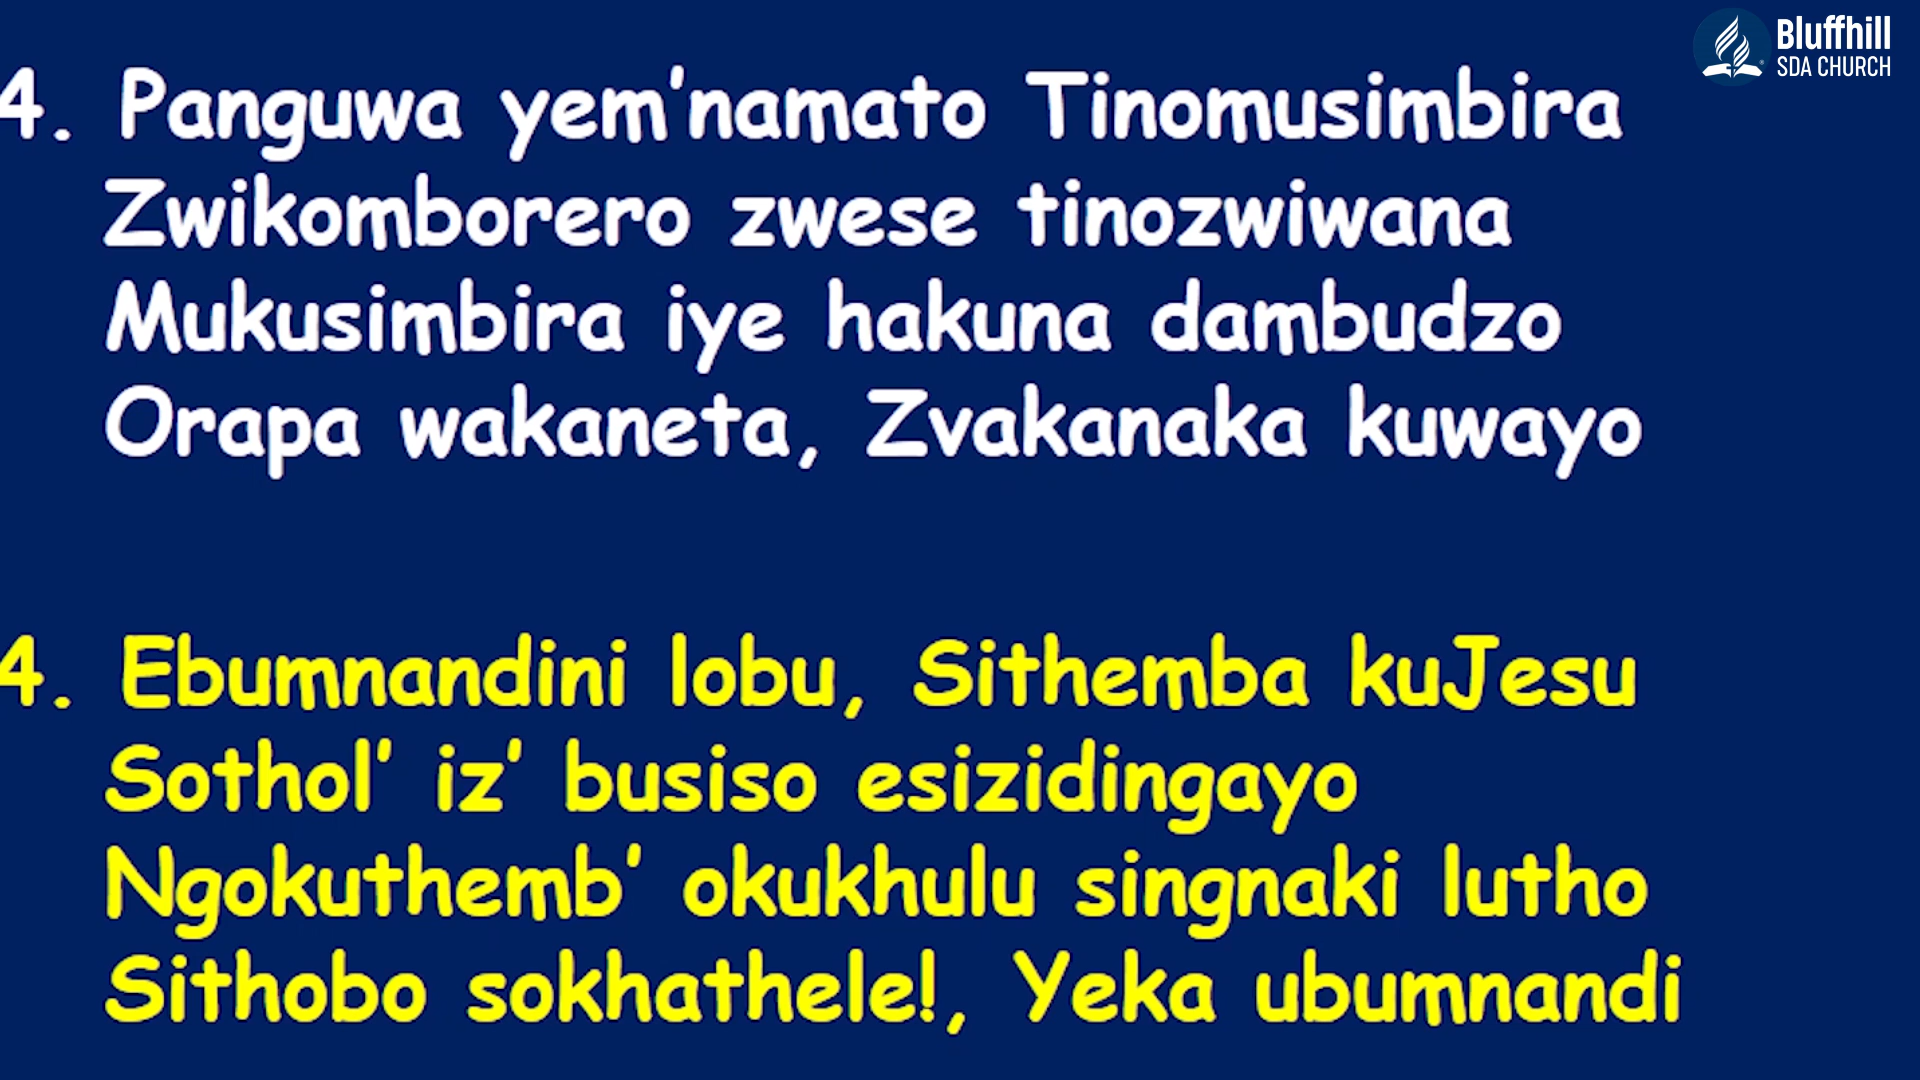 Bluffhill
SDA CHURCH
4. Panguwa yem'namato Tinomusimbira
Zwikomborero zwese tinozwiwana
Mukusimbira iye hakuna dambudzo
Orapa wakaneta, Zvakanaka kuwayo
4. Ebumnandini lobu, Sithemba kuJesu
Sothol' iz' busiso esizidingayo
Ngokuthemb' okukhulu singnaki lutho
Sithobo sokhathele!, Yeka ubumnandi